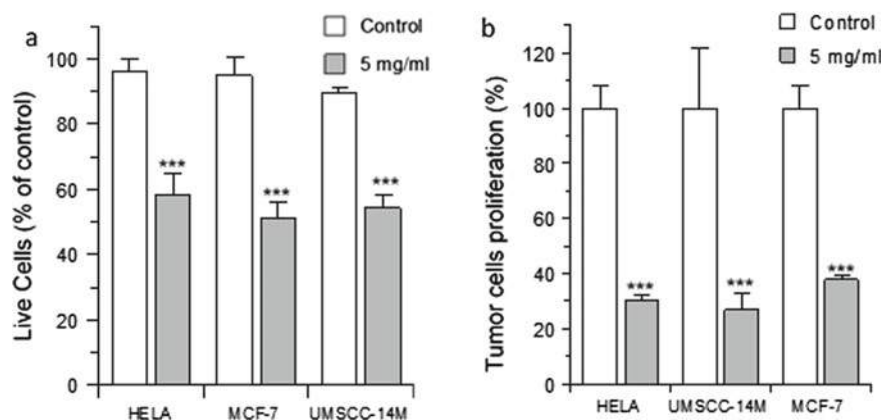 a
Control
5 mg/ml
Live Cells (% of control)
100
80
60
40
20
0
***
***
***
HELA MCF-7 UMSCC-14M
b
Control
5 mg/ml
Tumor cells proliferation (%)
120
100
80
60
40
20
0
***
***
***
HELA UMSCC-14M MCF-7